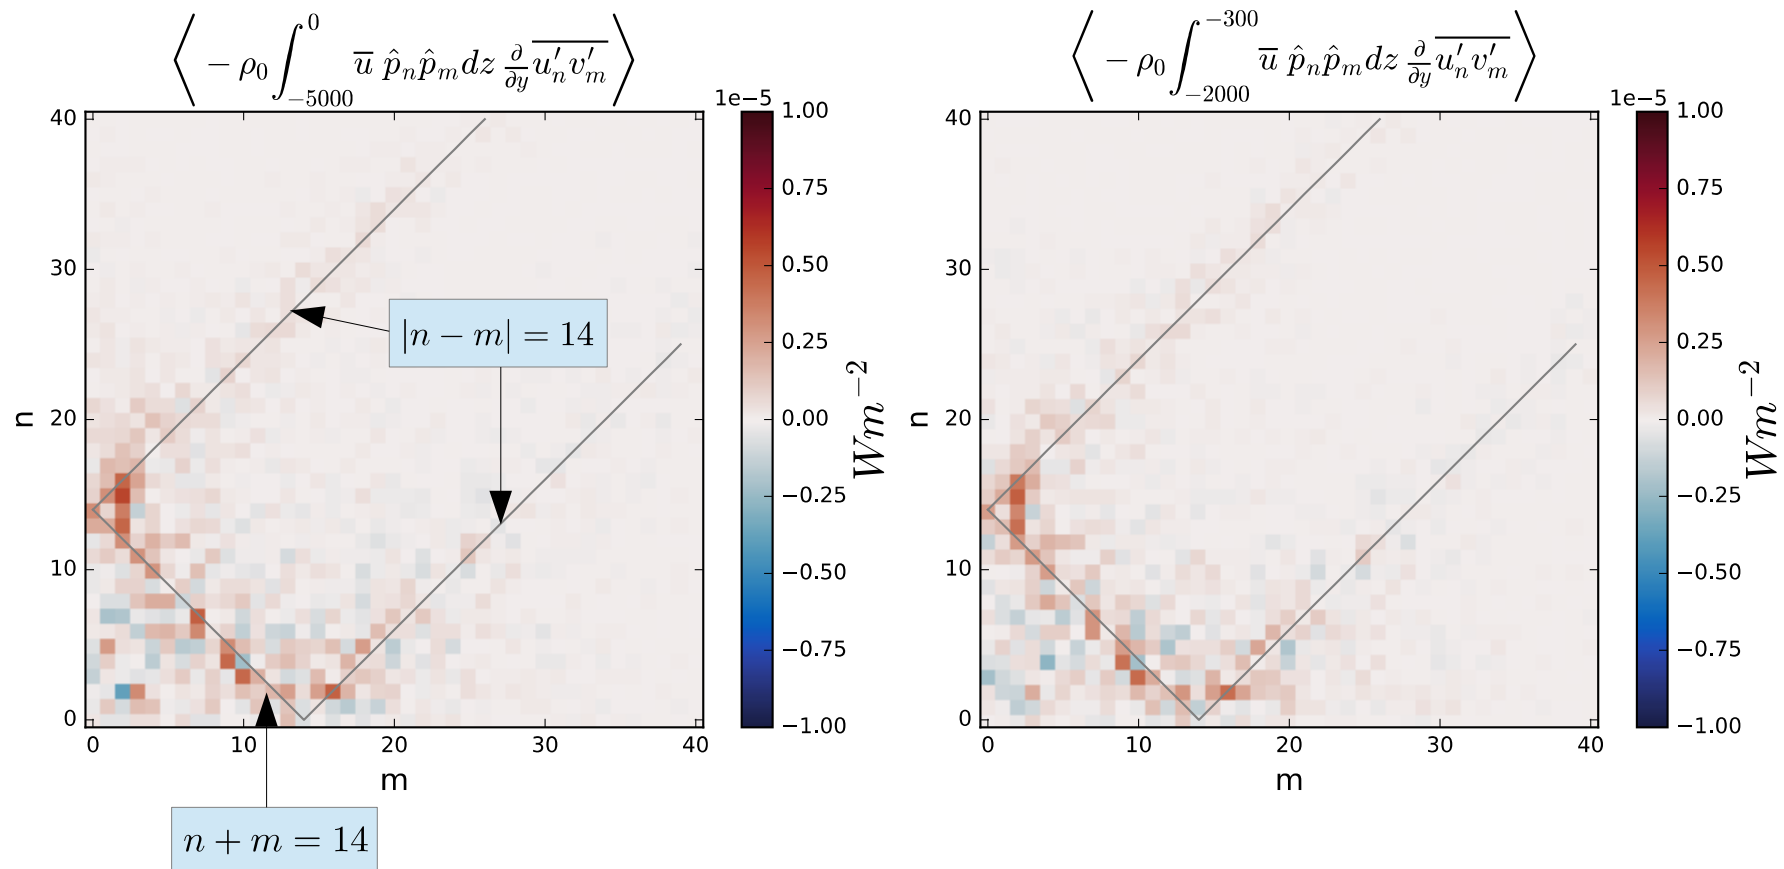 ⟨ − ρ₀ ∫₋₅₀₀₀⁰ u̅ p̂ₙp̂ₘdz ∂/∂y \overline{u′ₙv′ₘ} ⟩
1e−5
40
30
20
10
0
n
0 10 20 30 40
m
|n − m| = 14
n + m = 14
1.00
0.75
0.50
0.25
0.00
−0.25
−0.50
−0.75
−1.00
Wm⁻²
⟨ − ρ₀ ∫₋₂₀₀₀⁻³⁰⁰ u̅ p̂ₙp̂ₘdz ∂/∂y \overline{u′ₙv′ₘ} ⟩
1e−5
40
30
20
10
0
n
0 10 20 30 40
m
1.00
0.75
0.50
0.25
0.00
−0.25
−0.50
−0.75
−1.00
Wm⁻²